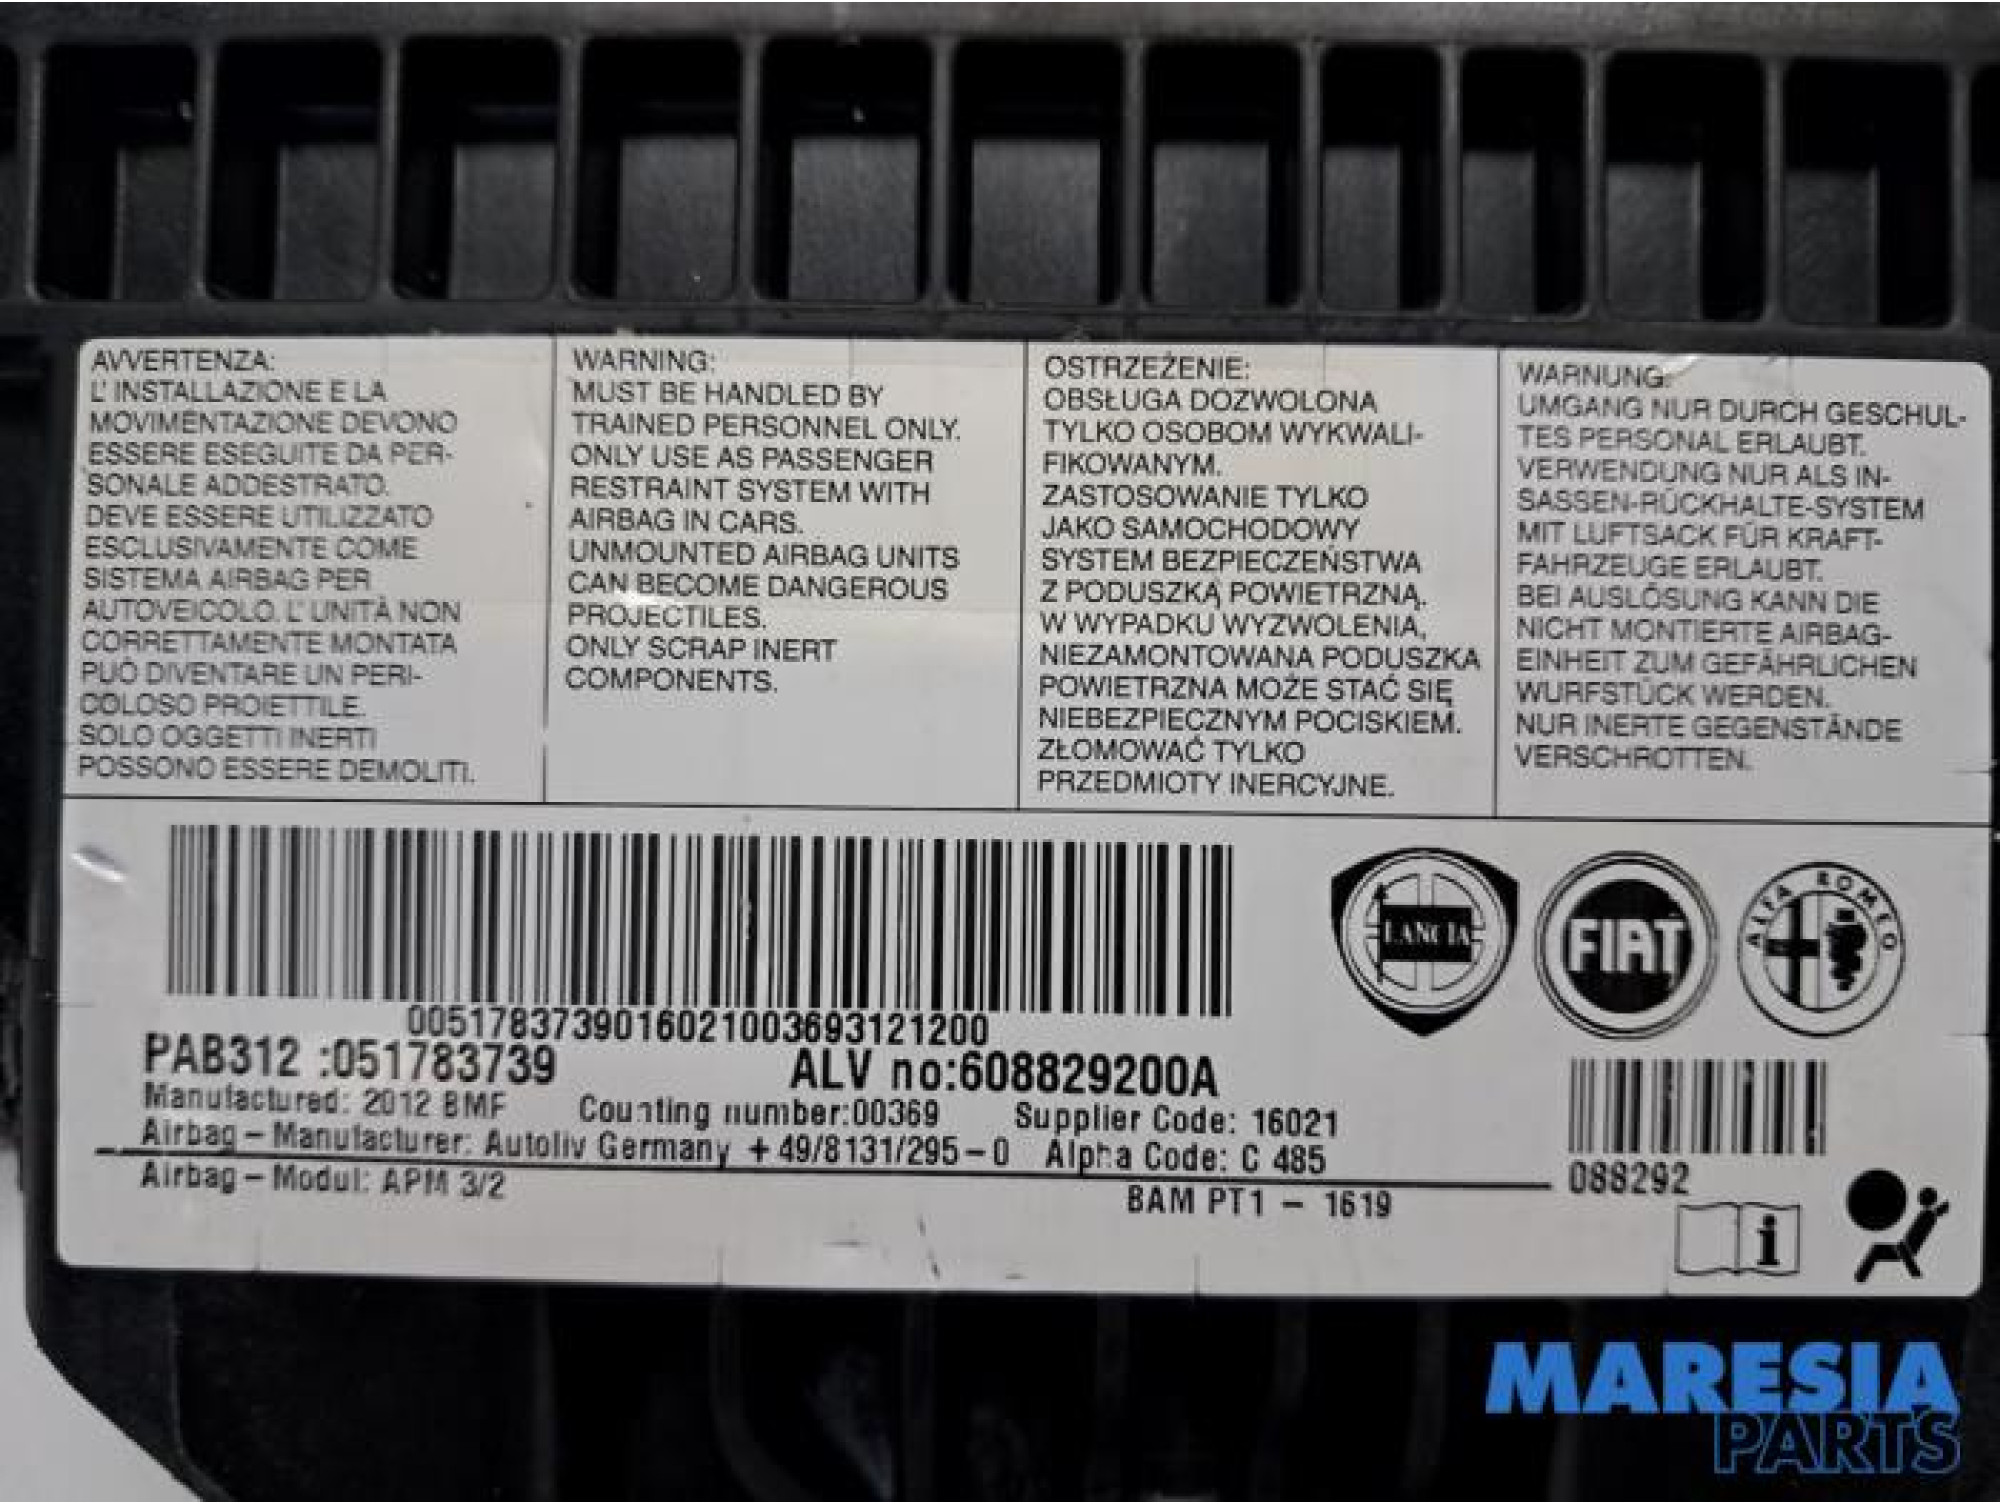 AVVERTENZA:
L' INSTALLAZIONE E LA
MOVIMENTAZIONE DEVONO
ESSERE ESEGUITE DA PER-
SONALE ADDESTRATO.
DEVE ESSERE UTILIZZATO
ESCLUSIVAMENTE COME
SISTEMA AIRBAG PER
AUTOVEICOLO. L' UNITÀ NON
CORRETTAMENTE MONTATA
PUÒ DIVENTARE UN PERI-
COLOSO PROIETTILE.
SOLO OGGETTI INERTI
POSSONO ESSERE DEMOLITI.
WARNING:
MUST BE HANDLED BY
TRAINED PERSONNEL ONLY.
ONLY USE AS PASSENGER
RESTRAINT SYSTEM WITH
AIRBAG IN CARS.
UNMOUNTED AIRBAG UNITS
CAN BECOME DANGEROUS
PROJECTILES.
ONLY SCRAP INERT
COMPONENTS.
OSTRZEŻENIE:
OBSŁUGA DOZWOLONA
TYLKO OSOBOM WYKWALI-
FIKOWANYM.
ZASTOSOWANIE TYLKO
JAKO SAMOCHODOWY
SYSTEM BEZPIECZEŃSTWA
Z PODUSZKĄ POWIETRZNĄ.
W WYPADKU WYZWOLENIA,
NIEZAMONTOWANA PODUSZKA
POWIETRZNA MOŻE STAĆ SIĘ
NIEBEZPIECZNYM POCISKIEM.
ZŁOMOWAĆ TYLKO
PRZEDMIOTY INERCYJNE.
WARNUNG:
UMGANG NUR DURCH GESCHUL-
TES PERSONAL ERLAUBT.
VERWENDUNG NUR ALS IN-
SASSEN-RÜCKHALTE-SYSTEM
MIT LUFTSACK FÜR KRAFT-
FAHRZEUGE ERLAUBT.
BEI AUSLÖSUNG KANN DIE
NICHT MONTIERTE AIRBAG-
EINHEIT ZUM GEFÄHRLICHEN
WURFSTÜCK WERDEN.
NUR INERTE GEGENSTÄNDE
VERSCHROTTEN.
LANCIA
FIAT
ALFA ROMEO
0051783739016021003693121200
PAB312 :051783739 ALV no:608829200A
Manufactured: 2012 BMF Counting number:00369 Supplier Code: 16021
Airbag - Manufacturer: Autoliv Germany +49/8131/295-0 Alpha Code: C 485
Airbag - Modul: APM 3/2 BAM PT1 - 1619
088292
i
MARESIA
PARTS